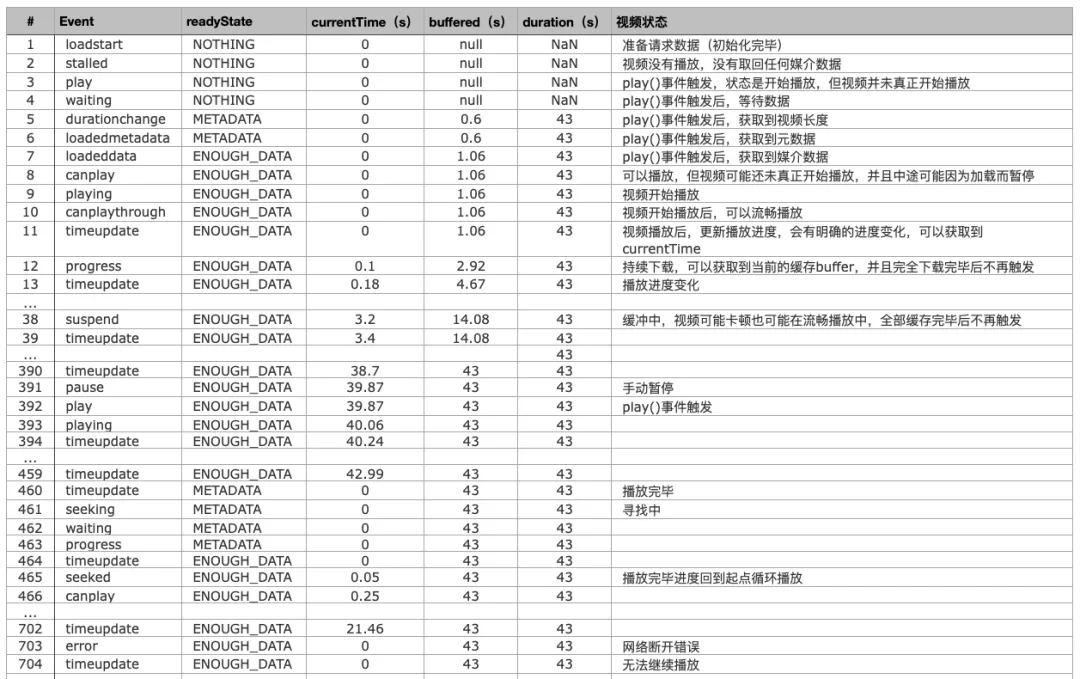 # Event readyState currentTime（s） buffered（s） duration（s） 视频状态
1 loadstart NOTHING 0 null NaN 准备请求数据（初始化完毕）
2 stalled NOTHING 0 null NaN 视频没有播放，没有取回任何媒介数据
3 play NOTHING 0 null NaN play()事件触发，状态是开始播放，但视频并未真正开始播放
4 waiting NOTHING 0 null NaN play()事件触发后，等待数据
5 durationchange METADATA 0 0.6 43 play()事件触发后，获取到视频长度
6 loadedmetadata METADATA 0 0.6 43 play()事件触发后，获取到元数据
7 loadeddata ENOUGH_DATA 0 1.06 43 play()事件触发后，获取到媒介数据
8 canplay ENOUGH_DATA 0 1.06 43 可以播放，但视频可能还未真正开始播放，并且中途可能因为加载而暂停
9 playing ENOUGH_DATA 0 1.06 43 视频开始播放
10 canplaythrough ENOUGH_DATA 0 1.06 43 视频开始播放后，可以流畅播放
11 timeupdate ENOUGH_DATA 0 1.06 43 视频播放后，更新播放进度，会有明确的进度变化，可以获取到
currentTime
12 progress ENOUGH_DATA 0.1 2.92 43 持续下载，可以获取到当前的缓存buffer，并且完全下载完毕后不再触发
13 timeupdate ENOUGH_DATA 0.18 4.67 43 播放进度变化
...
38 suspend ENOUGH_DATA 3.2 14.08 43 缓冲中，视频可能卡顿也可能在流畅播放中，全部缓存完毕后不再触发
39 timeupdate ENOUGH_DATA 3.4 14.08 43
... 43
390 timeupdate ENOUGH_DATA 38.7 43 43
391 pause ENOUGH_DATA 39.87 43 43 手动暂停
392 play ENOUGH_DATA 39.87 43 43 play()事件触发
393 playing ENOUGH_DATA 40.06 43 43
394 timeupdate ENOUGH_DATA 40.24 43 43
...
459 timeupdate ENOUGH_DATA 42.99 43 43
460 timeupdate METADATA 0 43 43 播放完毕
461 seeking METADATA 0 43 43 寻找中
462 waiting METADATA 0 43 43
463 progress METADATA 0 43 43
464 timeupdate ENOUGH_DATA 0 43 43
465 seeked ENOUGH_DATA 0.05 43 43 播放完毕进度回到起点循环播放
466 canplay ENOUGH_DATA 0.25 43 43
...
702 timeupdate ENOUGH_DATA 21.46 43 43
703 error ENOUGH_DATA 0 43 43 网络断开错误
704 timeupdate ENOUGH_DATA 0 43 43 无法继续播放